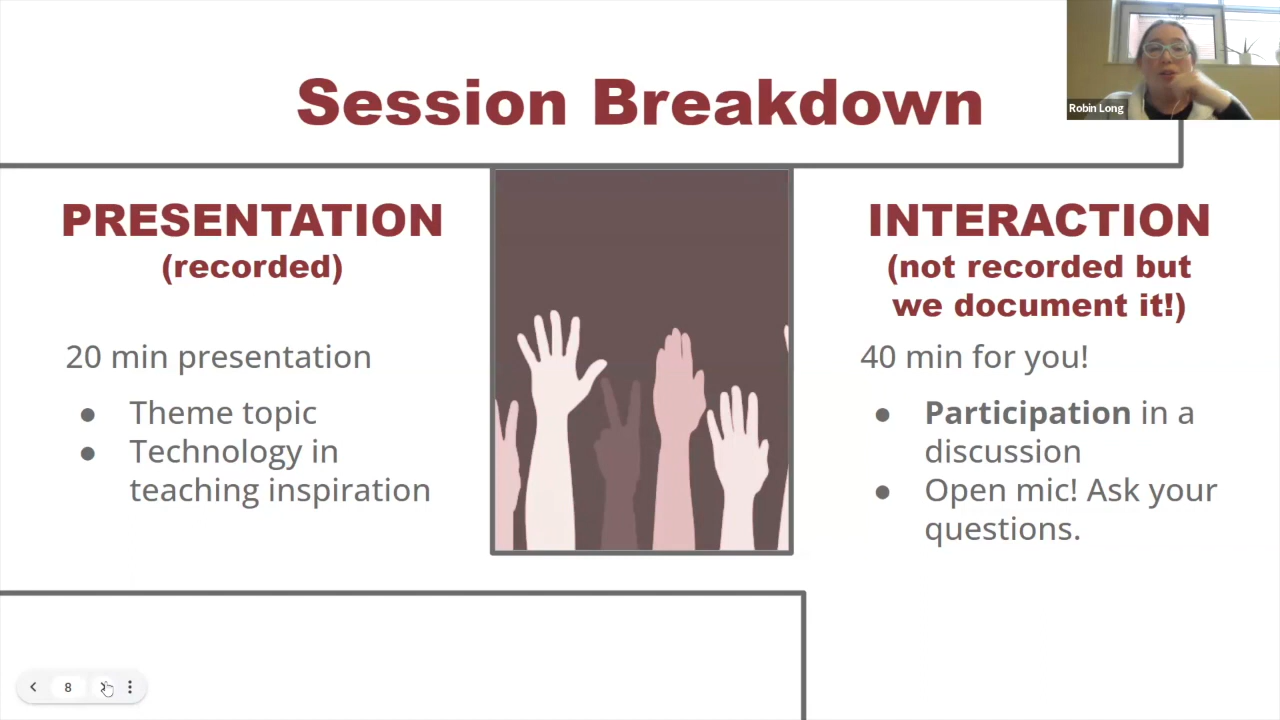 Session Breakdown
Robin Long
PRESENTATION
(recorded)
20 min presentation
● Theme topic
● Technology in
teaching inspiration
INTERACTION
(not recorded but
we document it!)
40 min for you!
● Participation in a
discussion
● Open mic! Ask your
questions.
8